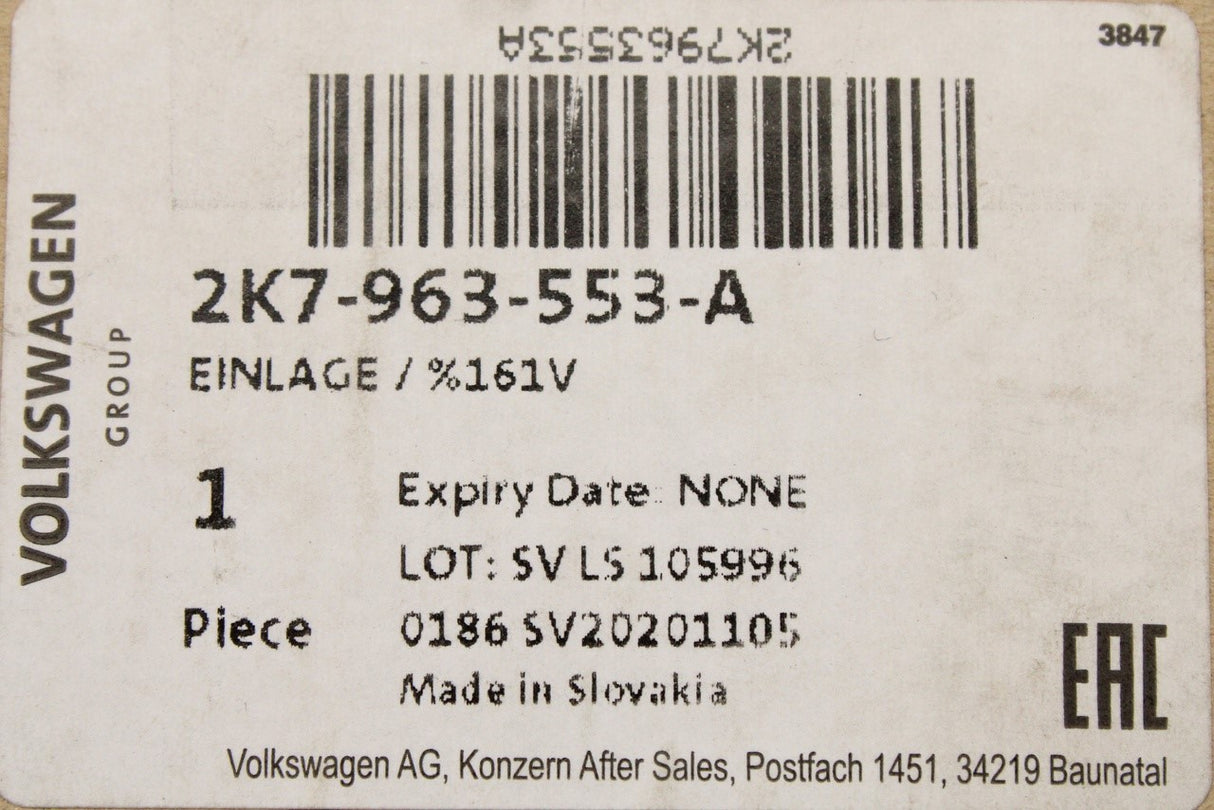 3847
2K7963553A
2K7-963-553-A
EINLAGE / %161V
1
Piece
Expiry Date: NONE
LOT: SV LS 105996
0186 SV20201105
Made in Slovakia
VOLKSWAGEN
GROUP
EAC
Volkswagen AG, Konzern After Sales, Postfach 1451, 34219 Baunatal